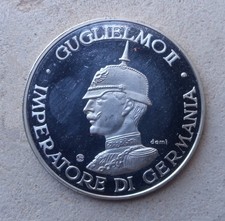 · GUGLIELMO II ·
IMPERATORE DI GERMANIA
demi